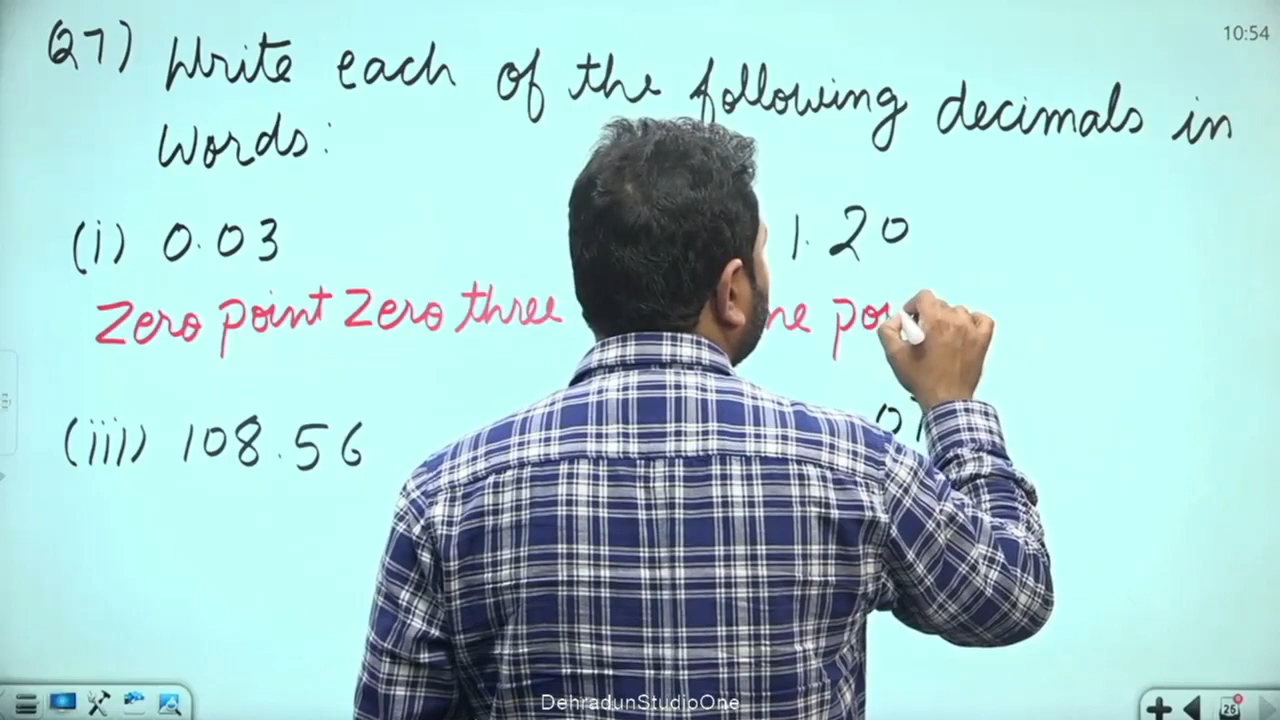 10:54
Q7) Write each of the following decimals in
words:
(i) 0.03
1.20
Zero point Zero three
(iii) 108.56
DehradunStudioOne
25